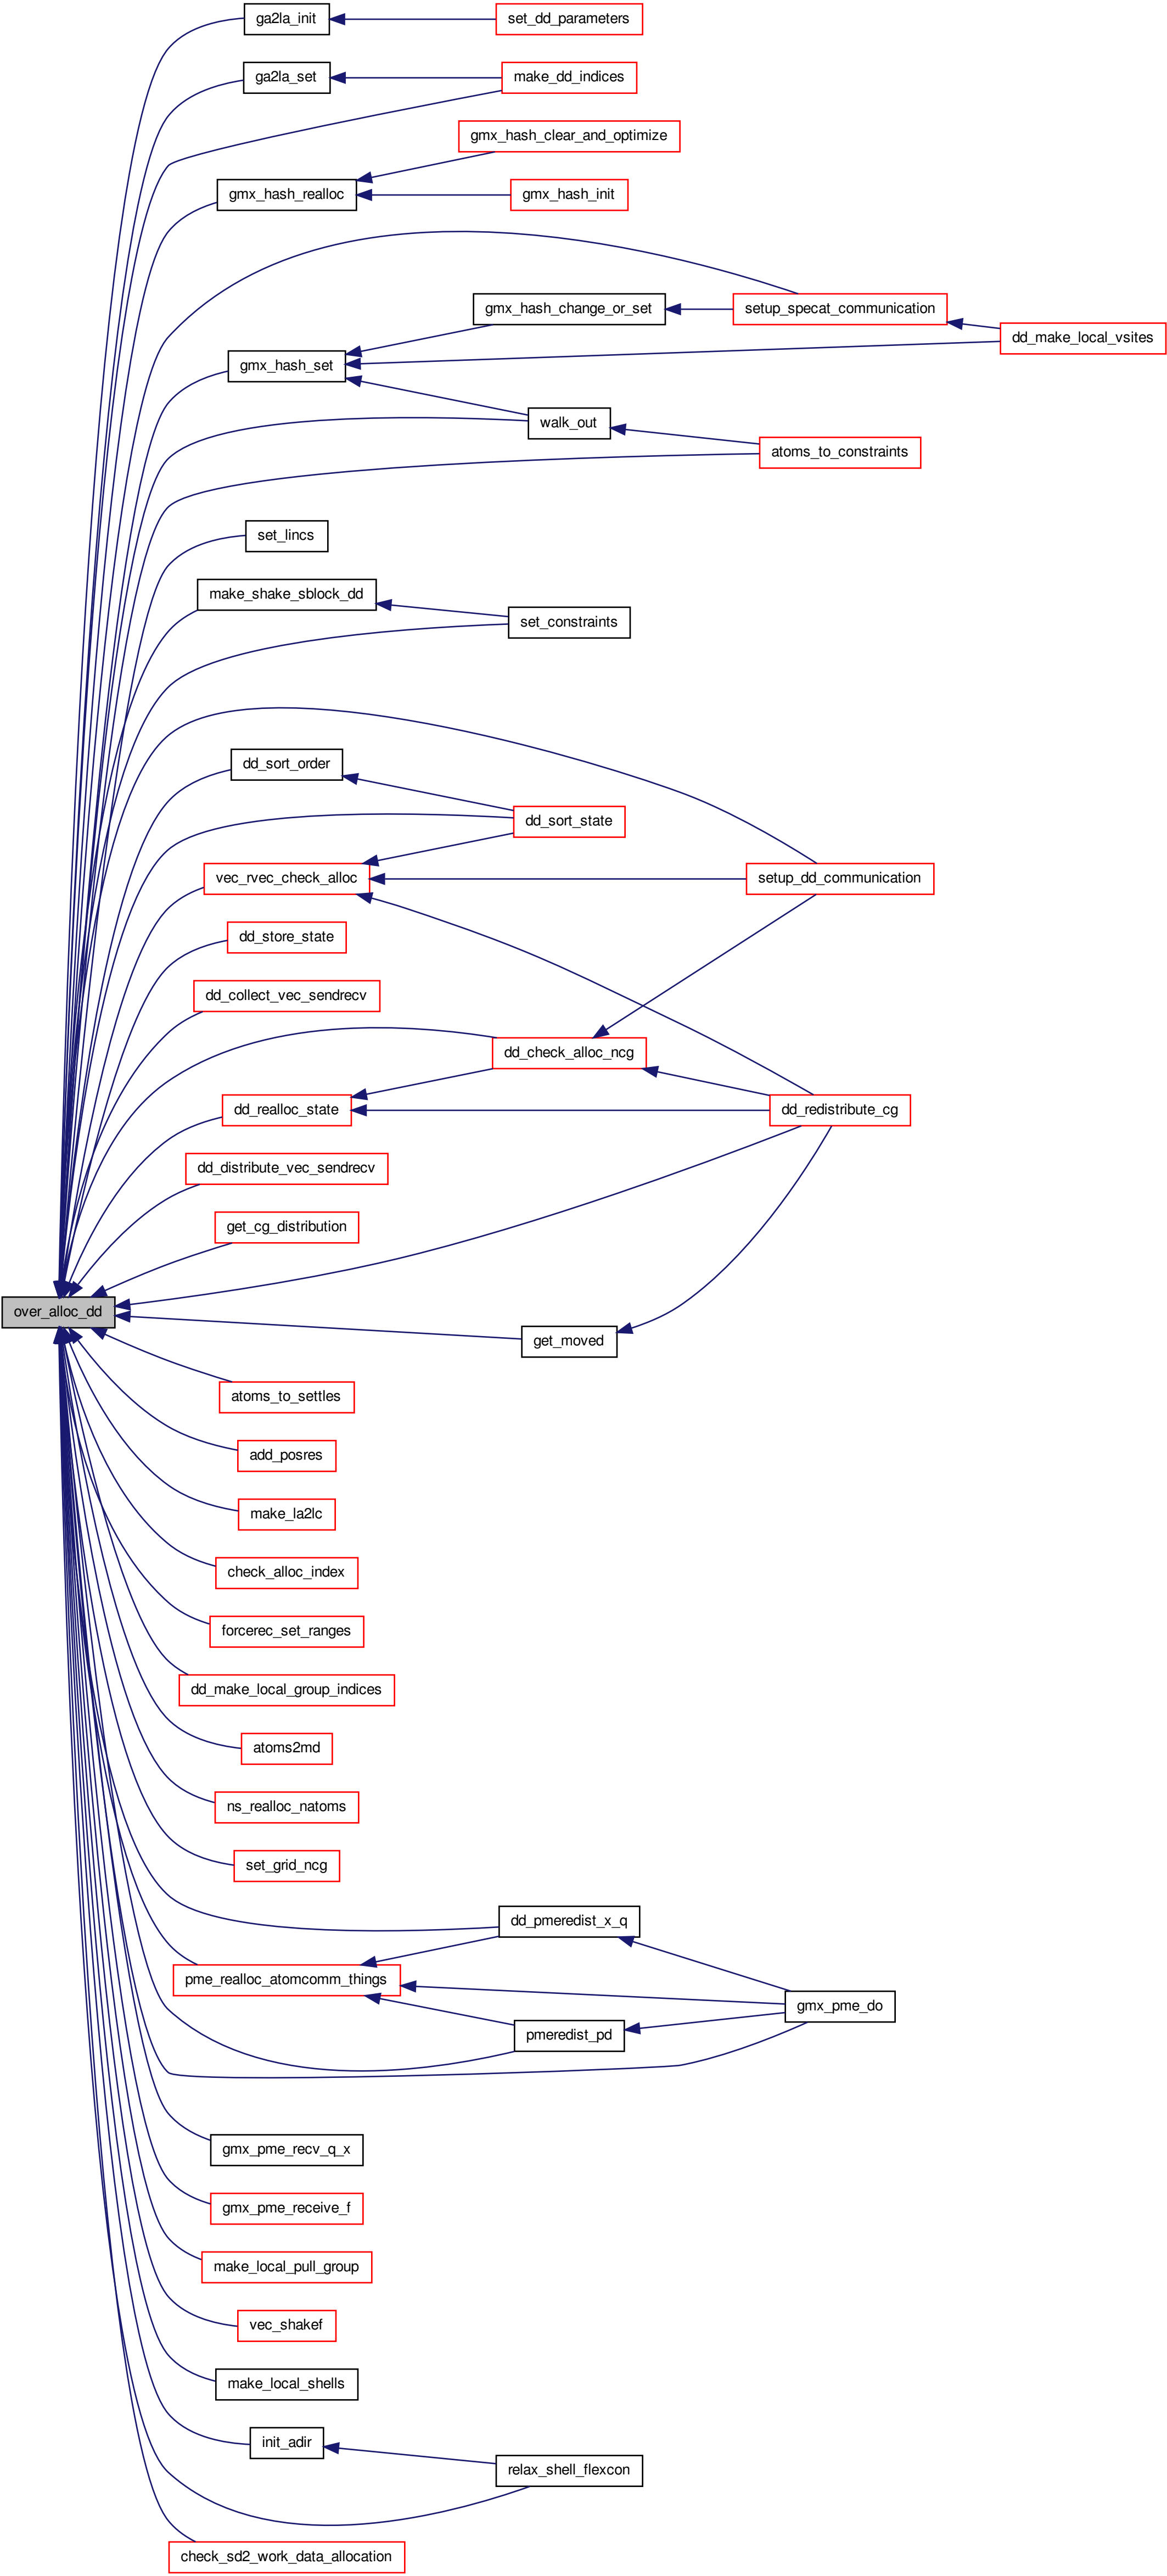 ga2la_init
set_dd_parameters
ga2la_set
make_dd_indices
gmx_hash_clear_and_optimize
gmx_hash_realloc
gmx_hash_init
gmx_hash_change_or_set
setup_specat_communication
dd_make_local_vsites
gmx_hash_set
walk_out
atoms_to_constraints
set_lincs
make_shake_sblock_dd
set_constraints
dd_sort_order
dd_sort_state
vec_rvec_check_alloc
setup_dd_communication
dd_store_state
dd_collect_vec_sendrecv
dd_check_alloc_ncg
dd_realloc_state
dd_redistribute_cg
dd_distribute_vec_sendrecv
get_cg_distribution
over_alloc_dd
get_moved
atoms_to_settles
add_posres
make_la2lc
check_alloc_index
forcerec_set_ranges
dd_make_local_group_indices
atoms2md
ns_realloc_natoms
set_grid_ncg
dd_pmeredist_x_q
pme_realloc_atomcomm_things
gmx_pme_do
pmeredist_pd
gmx_pme_recv_q_x
gmx_pme_receive_f
make_local_pull_group
vec_shakef
make_local_shells
init_adir
relax_shell_flexcon
check_sd2_work_data_allocation